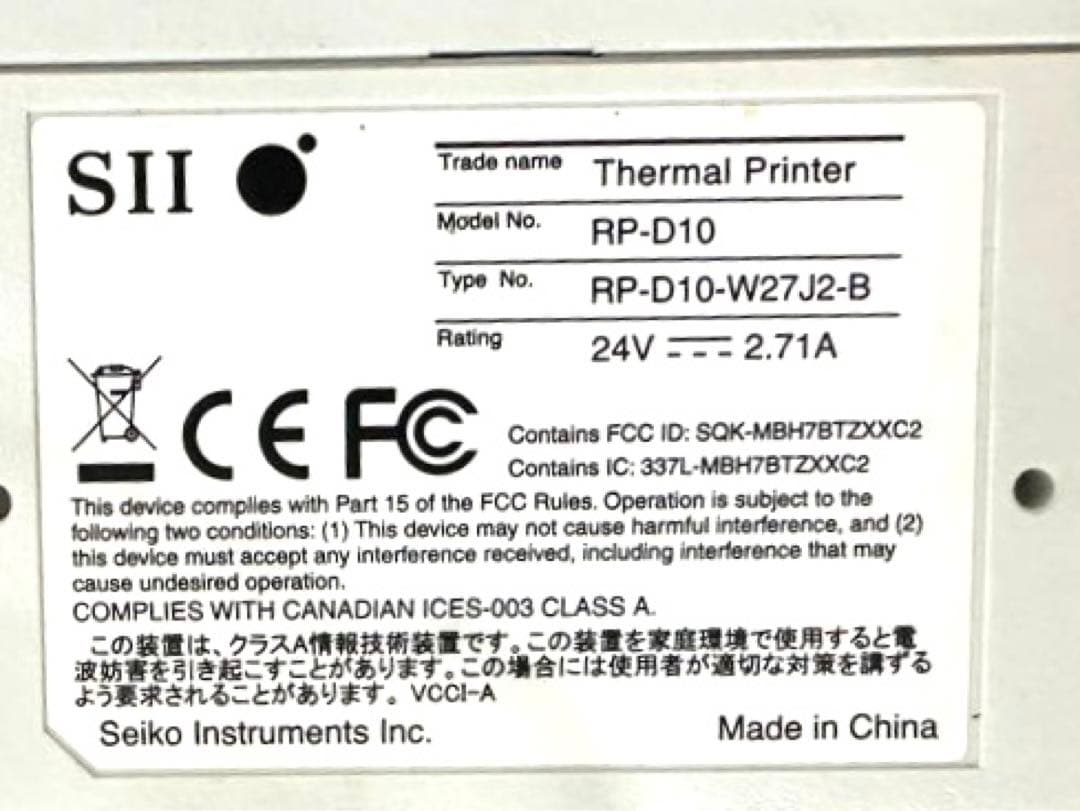 SII
Trade name Thermal Printer
Model No. RP-D10
Type No. RP-D10-W27J2-B
Rating 24V ⎓ 2.71A
CE FC
Contains FCC ID: SQK-MBH7BTZXXC2
Contains IC: 337L-MBH7BTZXXC2
This device complies with Part 15 of the FCC Rules. Operation is subject to the
following two conditions: (1) This device may not cause harmful interference, and (2)
this device must accept any interference received, including interference that may
cause undesired operation.
COMPLIES WITH CANADIAN ICES-003 CLASS A.
この装置は、クラスA情報技術装置です。この装置を家庭環境で使用すると電
波妨害を引き起こすことがあります。この場合には使用者が適切な対策を講ずる
よう要求されることがあります。VCCI-A
Seiko Instruments Inc. Made in China